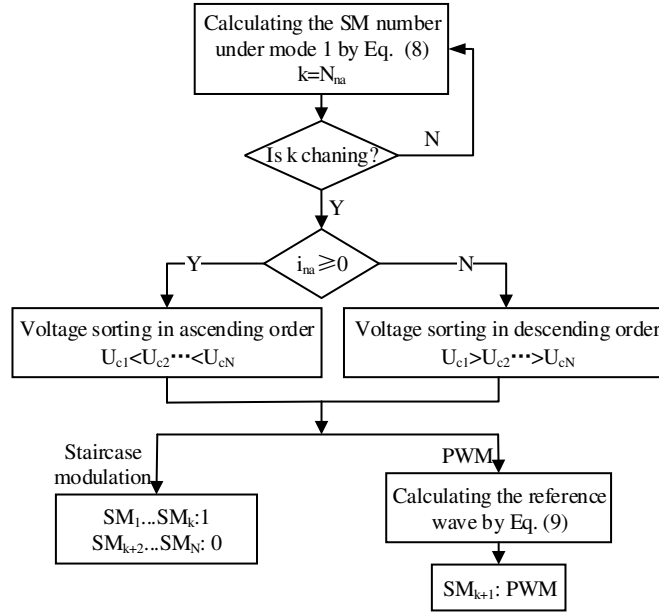 Calculating the SM number
under mode 1 by Eq. (8)
k=Nna
N
Is k chaning?
Y
Y
ina≥0
N
Voltage sorting in ascending order
Uc1<Uc2···<UcN
Voltage sorting in descending order
Uc1>Uc2···>UcN
Staircase
modulation
PWM
SM1...SMk:1
SMk+2...SMN: 0
Calculating the reference
wave by Eq. (9)
SMk+1: PWM